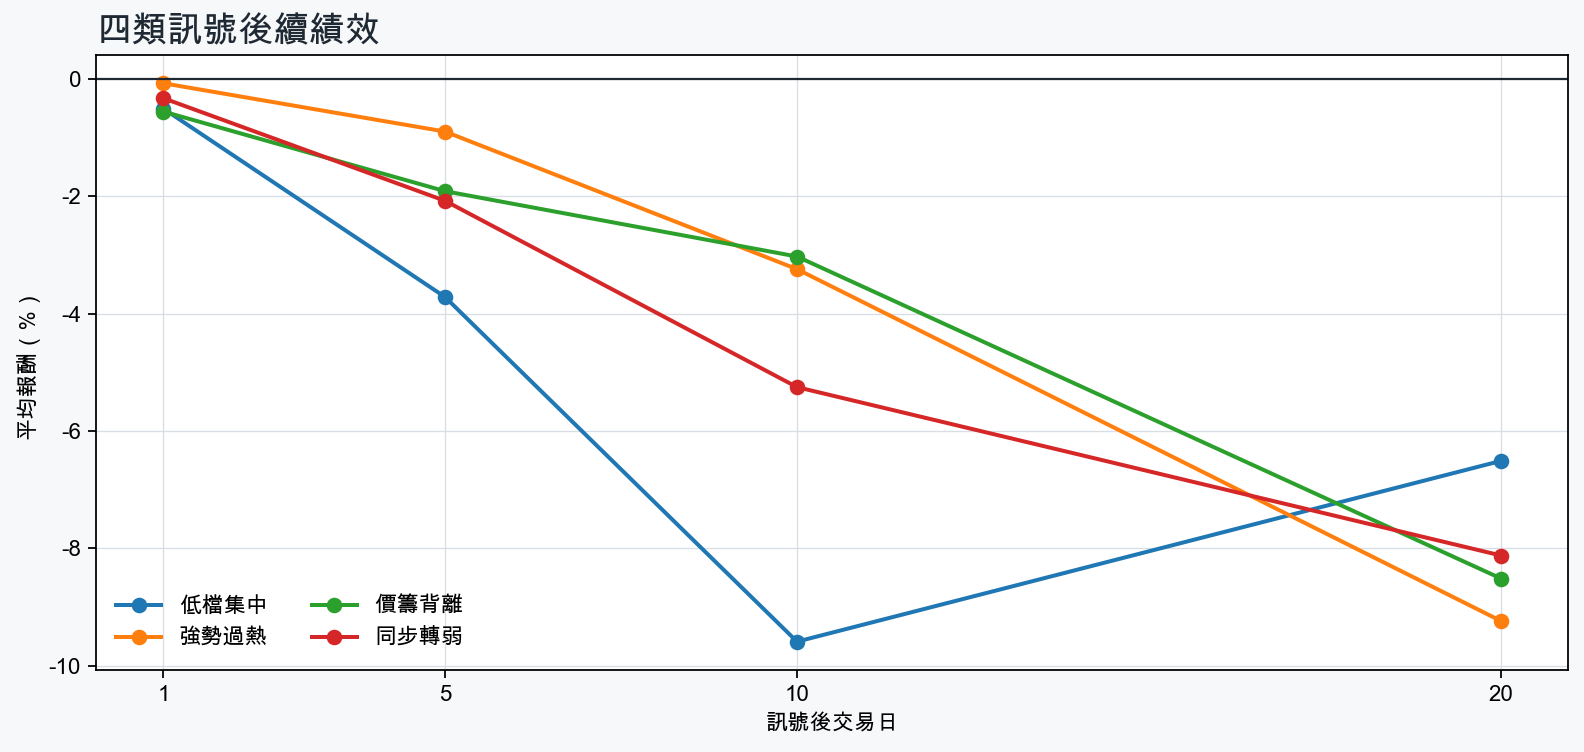 四類訊號後續績效
平均報酬（%）
0
-2
-4
-6
-8
-10
低檔集中
強勢過熱
價籌背離
同步轉弱
1 5 10 20
訊號後交易日